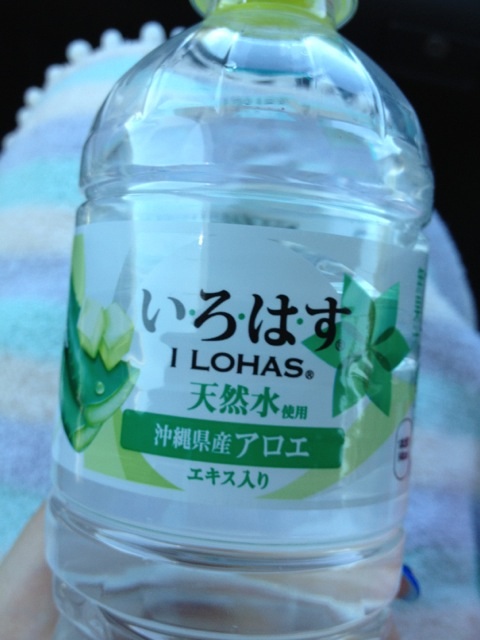 い・ろ・は・す®
I LOHAS®
天然水使用
沖縄県産アロエ
エキス入り